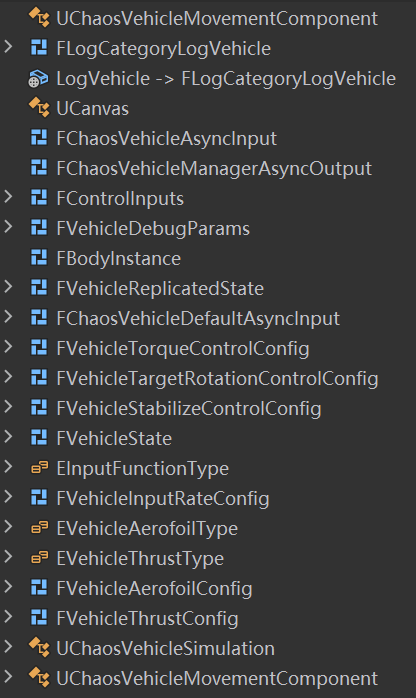 UChaosVehicleMovementComponent
FLogCategoryLogVehicle
LogVehicle -> FLogCategoryLogVehicle
UCanvas
FChaosVehicleAsyncInput
FChaosVehicleManagerAsyncOutput
FControlInputs
FVehicleDebugParams
FBodyInstance
FVehicleReplicatedState
FChaosVehicleDefaultAsyncInput
FVehicleTorqueControlConfig
FVehicleTargetRotationControlConfig
FVehicleStabilizeControlConfig
FVehicleState
EInputFunctionType
FVehicleInputRateConfig
EVehicleAerofoilType
EVehicleThrustType
FVehicleAerofoilConfig
FVehicleThrustConfig
UChaosVehicleSimulation
UChaosVehicleMovementComponent